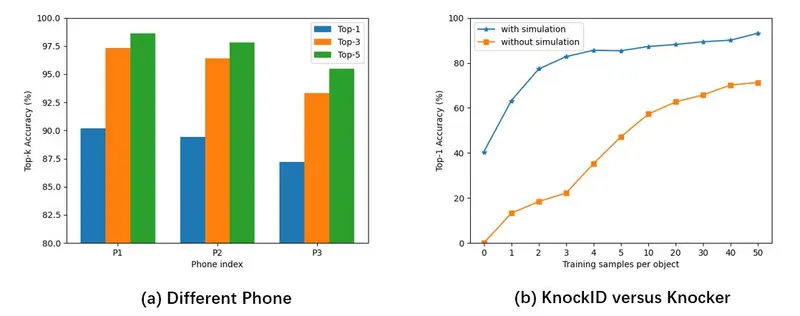 100.0
97.5
95.0
92.5
90.0
87.5
85.0
82.5
80.0
Top-k Accuracy (%)
Top-1
Top-3
Top-5
P1
P2
P3
Phone index
(a) Different Phone
100
80
60
40
20
0
Top-1 Accuracy (%)
with simulation
without simulation
0 1 2 3 4 5 10 20 30 40 50
Training samples per object
(b) KnockID versus Knocker